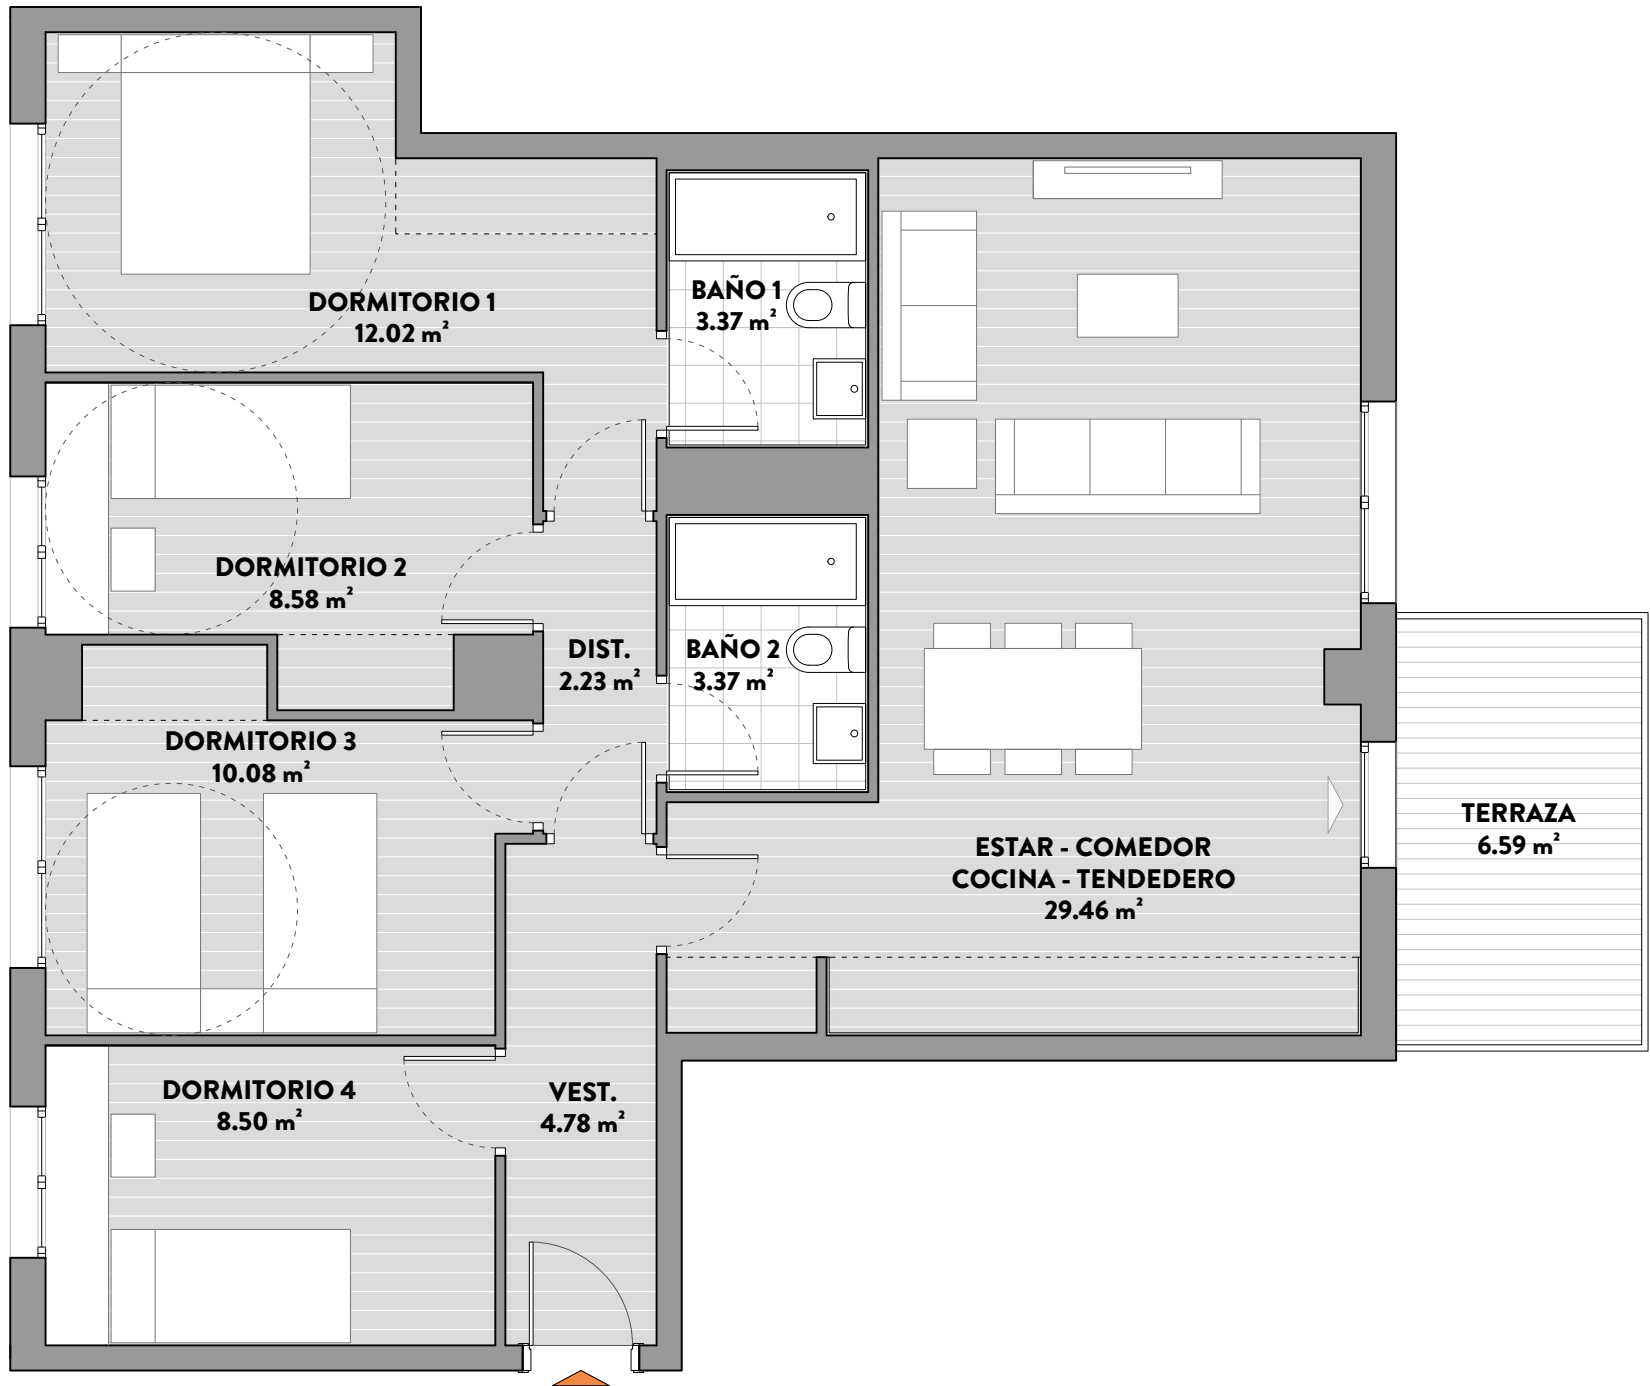 DORMITORIO 1
12.02 m²
BAÑO 1
3.37 m²
DORMITORIO 2
8.58 m²
DIST.
2.23 m²
BAÑO 2
3.37 m²
DORMITORIO 3
10.08 m²
ESTAR - COMEDOR
COCINA - TENDEDERO
29.46 m²
TERRAZA
6.59 m²
DORMITORIO 4
8.50 m²
VEST.
4.78 m²